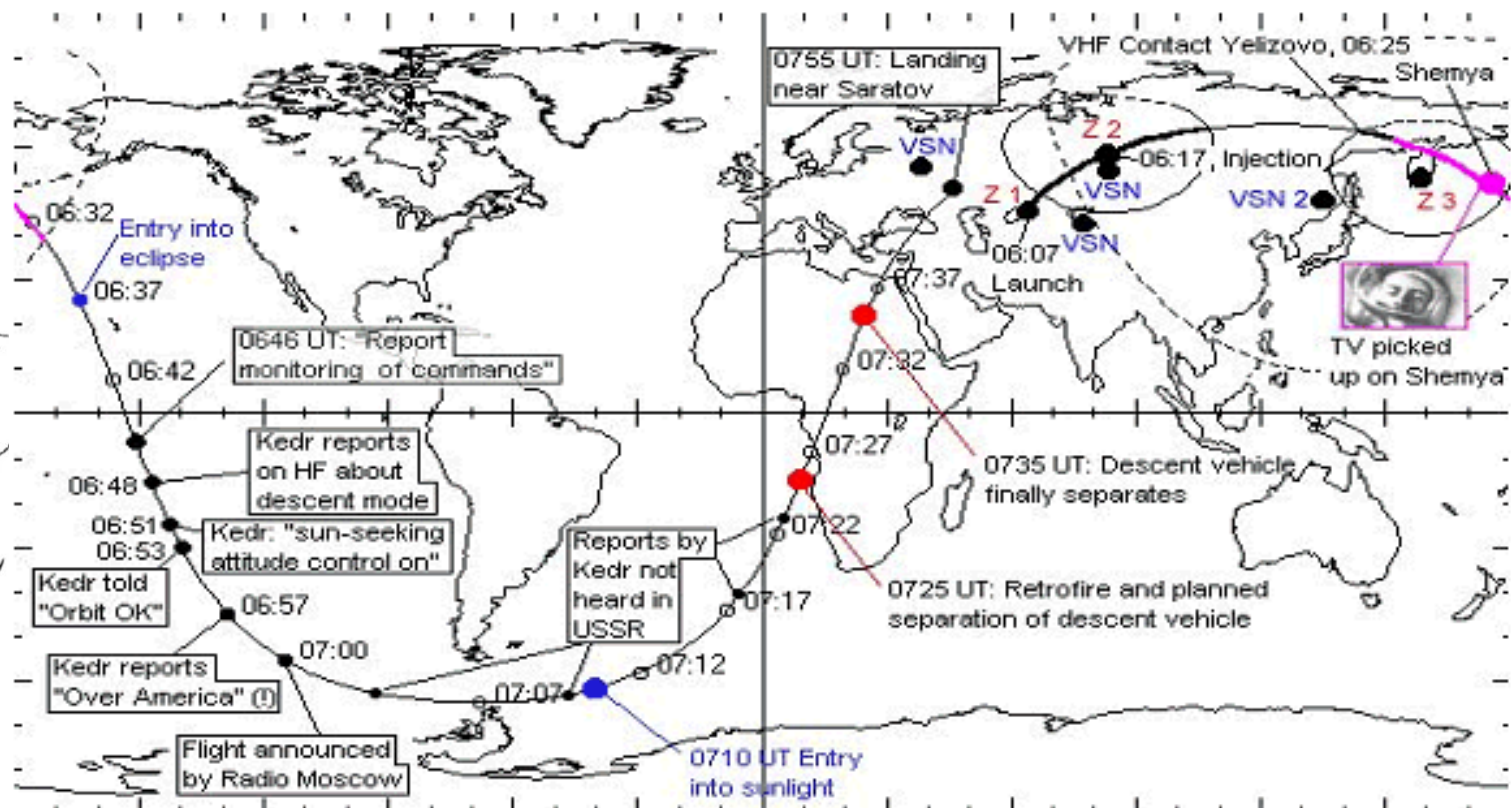 0755 UT: Landing
near Saratov
VHF Contact Yelizovo, 06:25
Shemya
VSN
Z 2
06:17, Injection
VSN
Z 1
VSN 2
Z 3
VSN
06:07
Launch
06:32
Entry into
eclipse
06:37
07:37
TV picked
up on Shemya
0646 UT: "Report
monitoring of commands"
06:42
07:32
Kedr reports
on HF about
descent mode
07:27
0735 UT: Descent vehicle
finally separates
06:48
06:51
06:53
Kedr: "sun-seeking
attitude control on"
07:22
Reports by
Kedr not
heard in
USSR
Kedr told
"Orbit OK"
06:57
07:17
0725 UT: Retrofire and planned
separation of descent vehicle
07:00
Kedr reports
"Over America" (!)
07:12
07:07
Flight announced
by Radio Moscow
0710 UT Entry
into sunlight